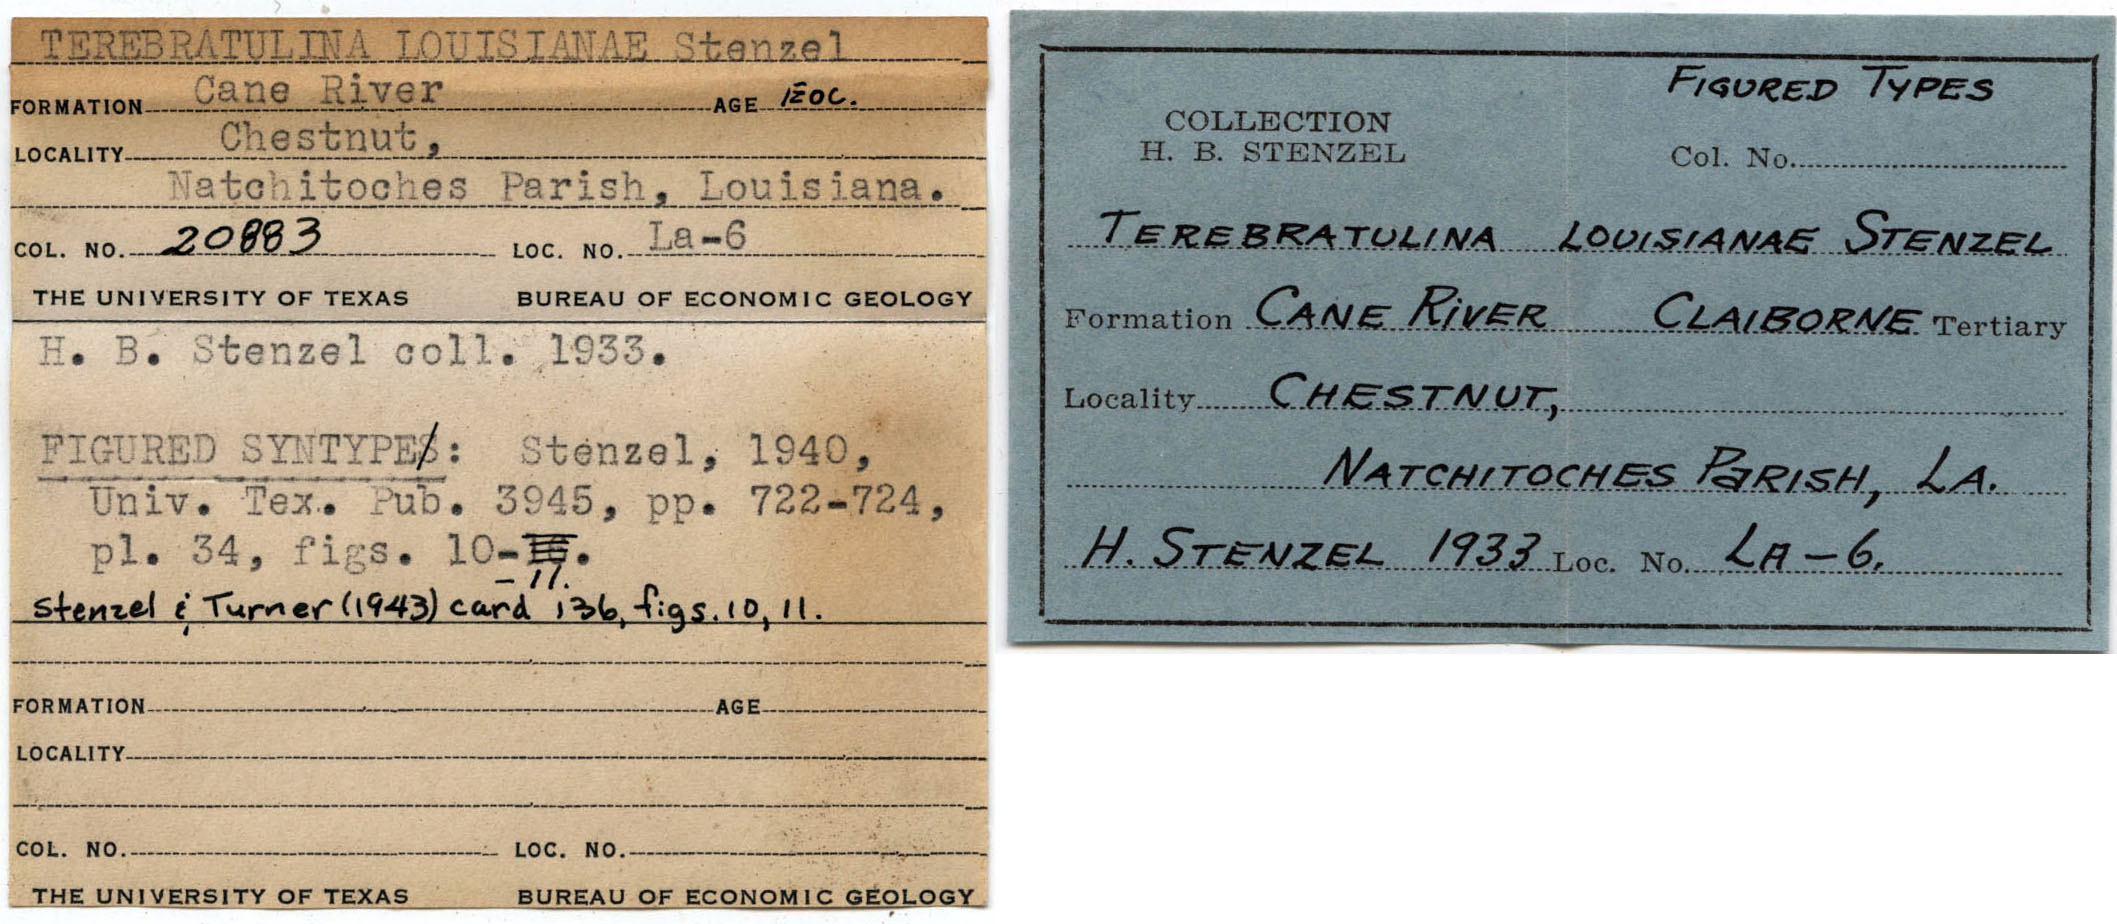 TEREBRATULINA LOUISIANAE Stenzel
FORMATION Cane River AGE Eoc.
LOCALITY Chestnut,
Natchitoches Parish, Louisiana.
COL. NO. 20883 LOC. NO. La-6
THE UNIVERSITY OF TEXAS BUREAU OF ECONOMIC GEOLOGY
H. B. Stenzel coll. 1933.
FIGURED SYNTYPES: Stenzel, 1940,
Univ. Tex. Pub. 3945, pp. 722-724,
pl. 34, figs. 10- .
-11.
Stenzel & Turner (1943) card 136, figs. 10, 11.
FORMATION AGE
LOCALITY
COL. NO. LOC. NO.
THE UNIVERSITY OF TEXAS BUREAU OF ECONOMIC GEOLOGY
FIGURED TYPES
COLLECTION
H. B. STENZEL
Col. No.
TEREBRATULINA LOUISIANAE STENZEL
Formation CANE RIVER CLAIBORNE Tertiary
Locality CHESTNUT,
NATCHITOCHES PARISH, LA.
H. STENZEL 1933 Loc. No. LA-6.